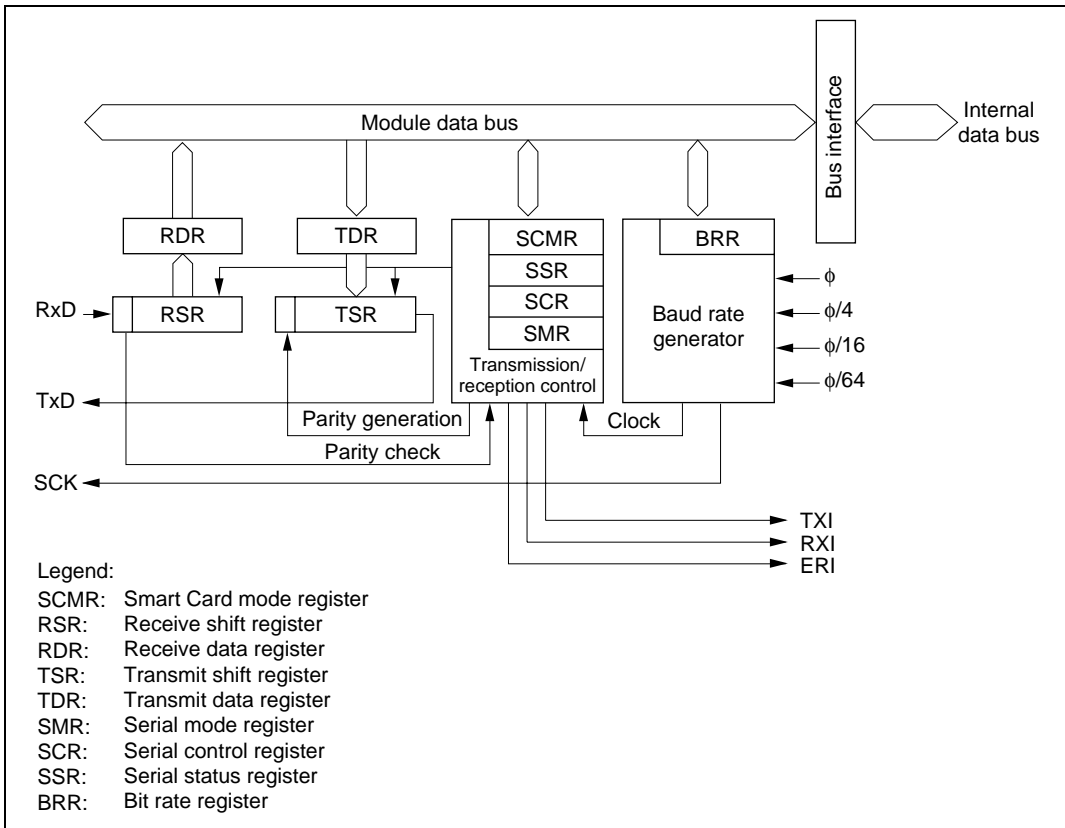 Module data bus
Bus interface
Internal
data bus
RDR
TDR
SCMR
SSR
SCR
SMR
Transmission/
reception control
BRR
Baud rate
generator
φ
φ/4
φ/16
φ/64
RxD
RSR
TSR
TxD
Parity generation
Clock
Parity check
SCK
TXI
RXI
ERI
Legend:
SCMR: Smart Card mode register
RSR: Receive shift register
RDR: Receive data register
TSR: Transmit shift register
TDR: Transmit data register
SMR: Serial mode register
SCR: Serial control register
SSR: Serial status register
BRR: Bit rate register